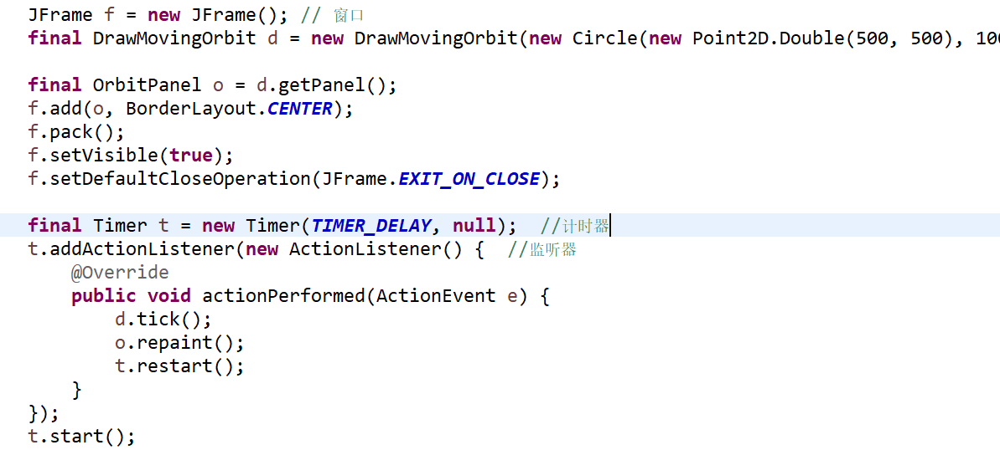 JFrame f = new JFrame(); // 窗口
final DrawMovingOrbit d = new DrawMovingOrbit(new Circle(new Point2D.Double(500, 500), 100
final OrbitPanel o = d.getPanel();
f.add(o, BorderLayout.CENTER);
f.pack();
f.setVisible(true);
f.setDefaultCloseOperation(JFrame.EXIT_ON_CLOSE);
final Timer t = new Timer(TIMER_DELAY, null);  //计时器
t.addActionListener(new ActionListener() {  //监听器
    @Override
    public void actionPerformed(ActionEvent e) {
        d.tick();
        o.repaint();
        t.restart();
    }
});
t.start();